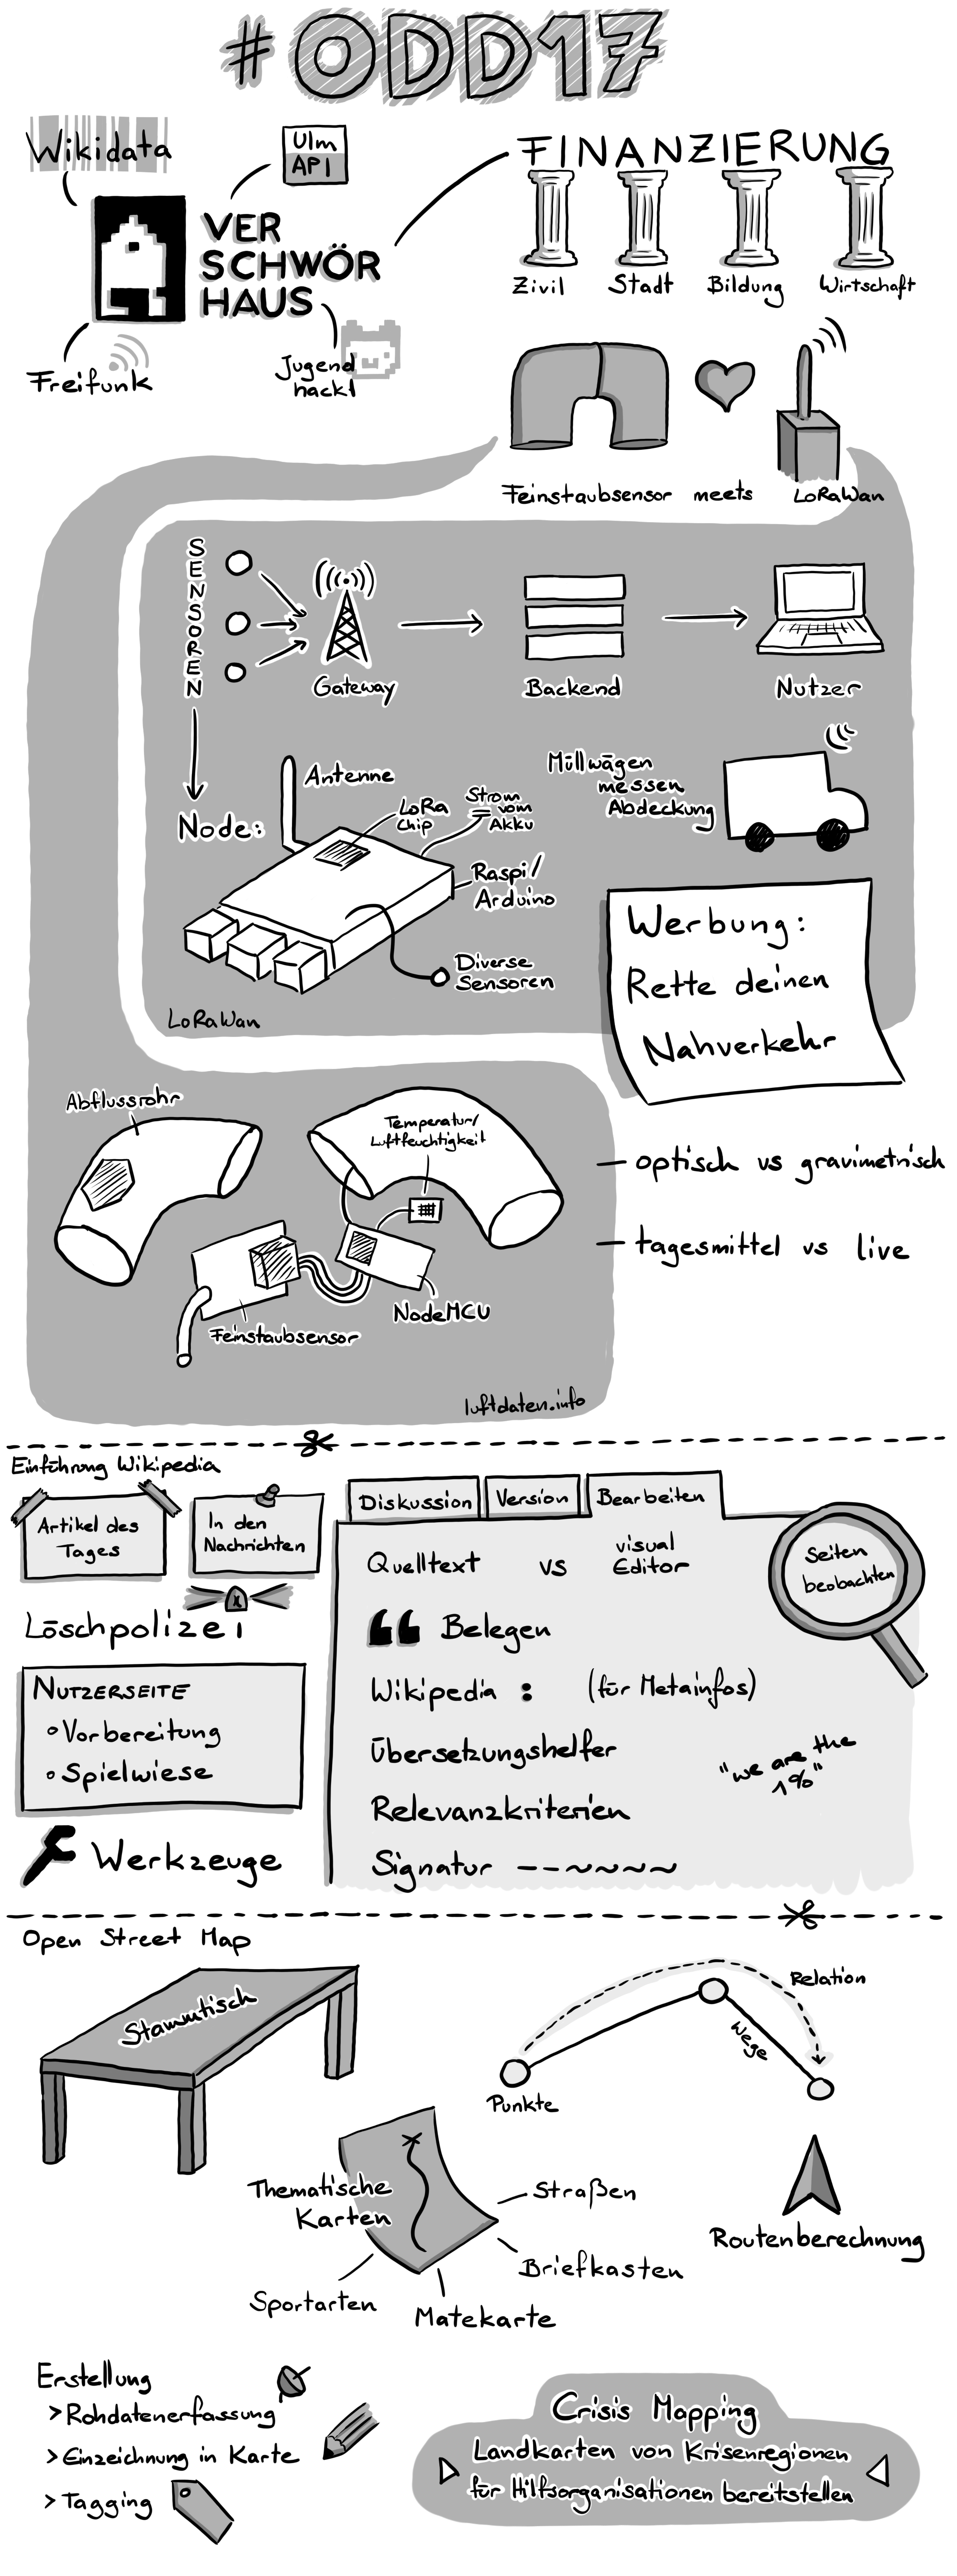 #ODD17
Wikidata
Ulm
API
VER
SCHWÖR
HAUS
Freifunk
Jugend
hackt
FINANZIERUNG
Zivil
Stadt
Bildung
Wirtschaft
Feinstaubsensor meets LoRaWan
SENSOREN
Gateway
Backend
Nutzer
Node:
Antenne
LoRa
Chip
Strom
vom
Akku
Raspi/
Arduino
Diverse
Sensoren
LoRaWan
Müllwägen
messen
Abdeckung
Werbung:
Rette deinen
Nahverkehr
Abflussrohr
Temperatur/
Luftfeuchtigkeit
Feinstaubsensor
NodeMCU
luftdaten.info
– optisch vs gravimetrisch
– tagesmittel vs live
Einführung Wikipedia
Artikel des
Tages
In den
Nachrichten
Löschpolizei
NUTZERSEITE
• Vorbereitung
• Spielwiese
Werkzeuge
Diskussion
Version
Bearbeiten
Quelltext vs visual
Editor
Seiten
beobachten
“ Belegen
Wikipedia : (für Metainfos)
Übersetzungshelfer
"we are the
1%"
Relevanzkriterien
Signatur --~~~~
Open Street Map
Stammtisch
Relation
Wege
Punkte
Thematische
Karten
Straßen
Briefkasten
Matekarte
Sportarten
Routenberechnung
Erstellung
> Rohdatenerfassung
> Einzeichnung in Karte
> Tagging
Crisis Mapping
Landkarten von Krisenregionen
für Hilfsorganisationen bereitstellen